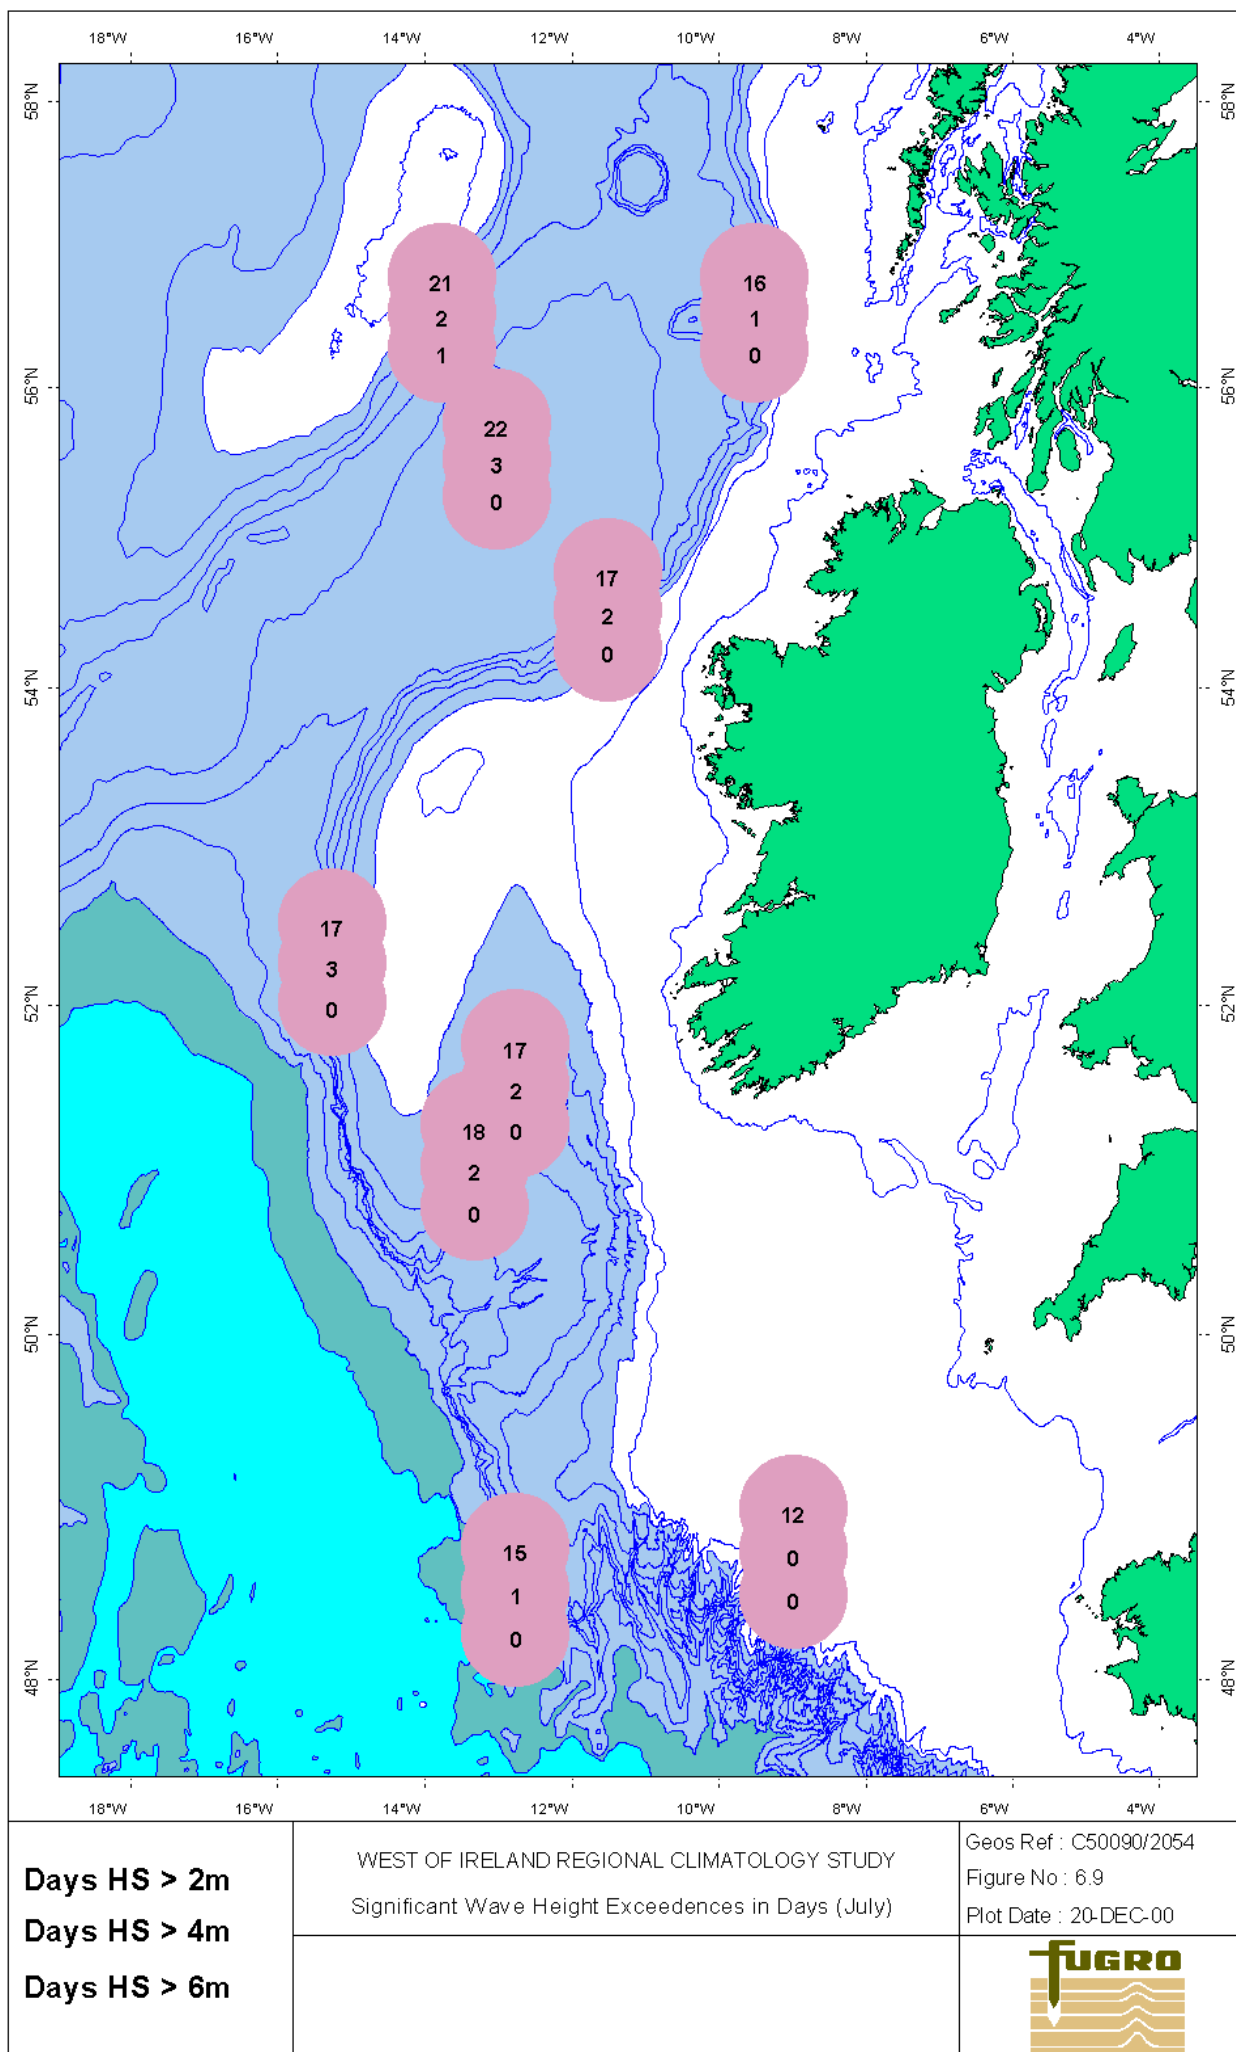 18°W 16°W 14°W 12°W 10°W 8°W 6°W 4°W
58°N 58°N
21 16
2 1
1 0
56°N 56°N
22
3
0
17
2
0
54°N 54°N
17
3
0
52°N 52°N
17
2
18 0
2
0
50°N 50°N
12
15 0
1 0
0
48°N 48°N
18°W 16°W 14°W 12°W 10°W 8°W 6°W 4°W
Days HS > 2m
Days HS > 4m
Days HS > 6m
WEST OF IRELAND REGIONAL CLIMATOLOGY STUDY
Significant Wave Height Exceedences in Days (July)
Geos Ref : C50090/2054
Figure No : 6.9
Plot Date : 20-DEC-00
FUGRO